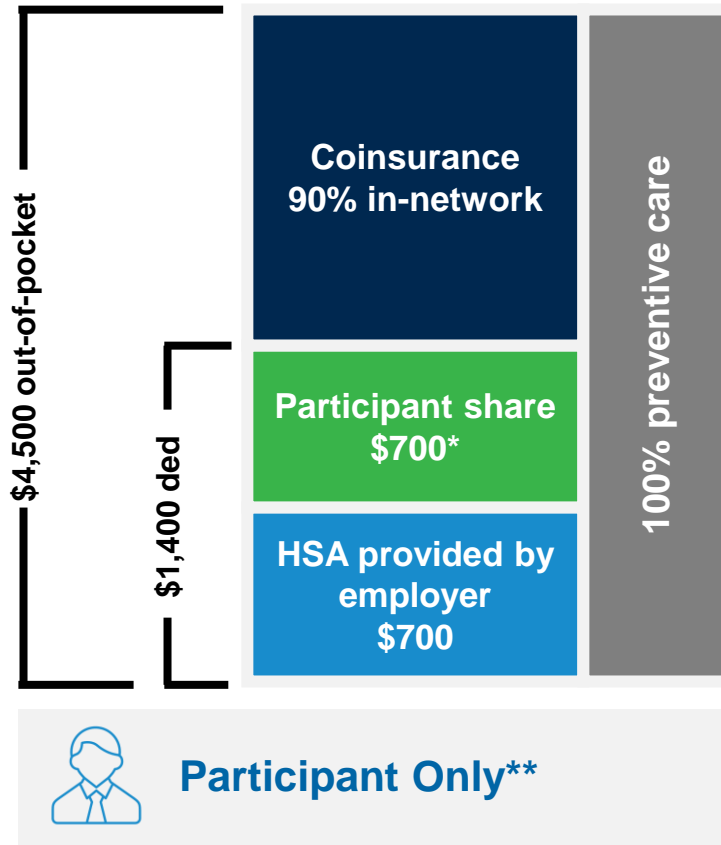 $4,500 out-of-pocket
$1,400 ded
Coinsurance
90% in-network
Participant share
$700*
HSA provided by
employer
$700
100% preventive care
Participant Only**